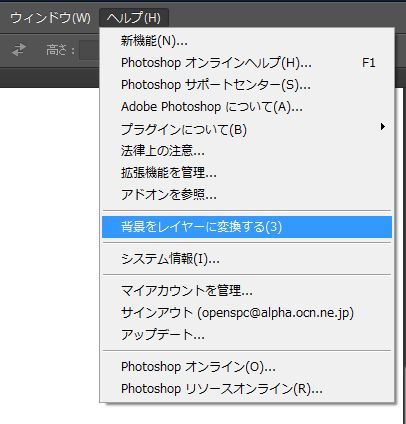 ウィンドウ(W) ヘルプ(H)
高さ:
新機能(N)...
Photoshop オンラインヘルプ(H)... F1
Photoshop サポートセンター(S)...
Adobe Photoshop について(A)...
プラグインについて(B)
法律上の注意...
拡張機能を管理...
アドオンを参照...
背景をレイヤーに変換する(3)
システム情報(I)...
マイアカウントを管理...
サインアウト (openspc@alpha.ocn.ne.jp)
アップデート...
Photoshop オンライン(O)...
Photoshop リソースオンライン(R)...